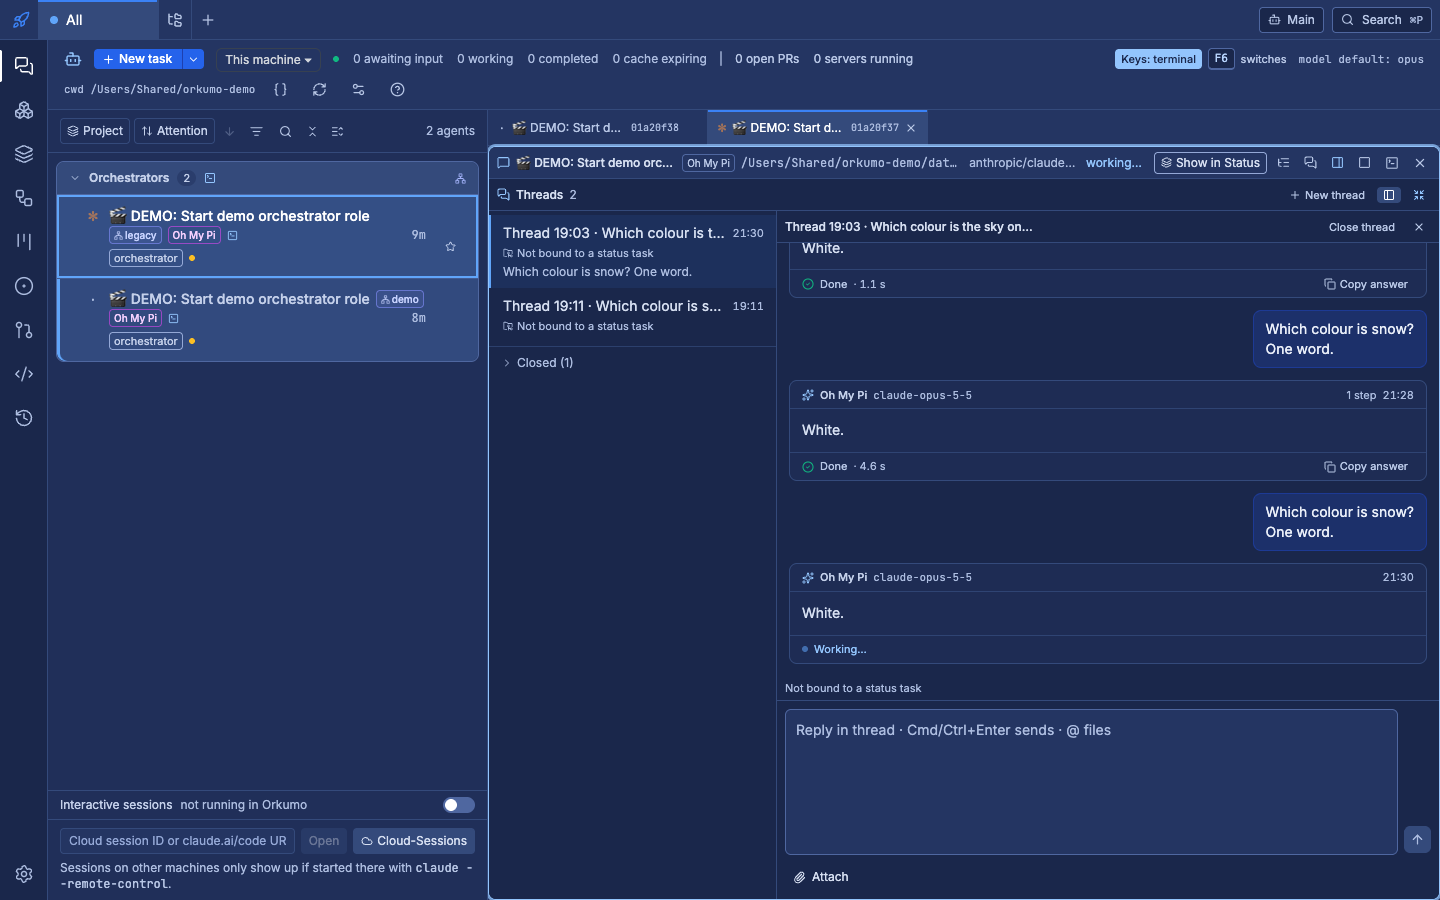 All
Main
Search ⌘P
New task
This machine
0 awaiting input
0 working
0 completed
0 cache expiring
0 open PRs
0 servers running
Keys: terminal
F6
switches
model default: opus
cwd /Users/Shared/orkumo-demo
Project
Attention
2 agents
Orchestrators 2
DEMO: Start demo orchestrator role
legacy
Oh My Pi
9m
orchestrator
DEMO: Start demo orchestrator role
demo
Oh My Pi
8m
orchestrator
Interactive sessions not running in Orkumo
Cloud session ID or claude.ai/code UR
Open
Cloud-Sessions
Sessions on other machines only show up if started there with claude -
-remote-control.
DEMO: Start d... 01a20f38
DEMO: Start d... 01a20f37
DEMO: Start demo orc...
Oh My Pi
/Users/Shared/orkumo-demo/dat…
anthropic/claude...
working...
Show in Status
Threads 2
New thread
Thread 19:03 · Which colour is t... 21:30
Not bound to a status task
Which colour is snow? One word.
Thread 19:11 · Which colour is s... 19:11
Not bound to a status task
Closed (1)
Thread 19:03 · Which colour is the sky on...
Close thread
White.
Done · 1.1 s
Copy answer
Which colour is snow?
One word.
Oh My Pi claude-opus-5-5
1 step 21:28
White.
Done · 4.6 s
Copy answer
Which colour is snow?
One word.
Oh My Pi claude-opus-5-5
21:30
White.
Working...
Not bound to a status task
Reply in thread · Cmd/Ctrl+Enter sends · @ files
Attach